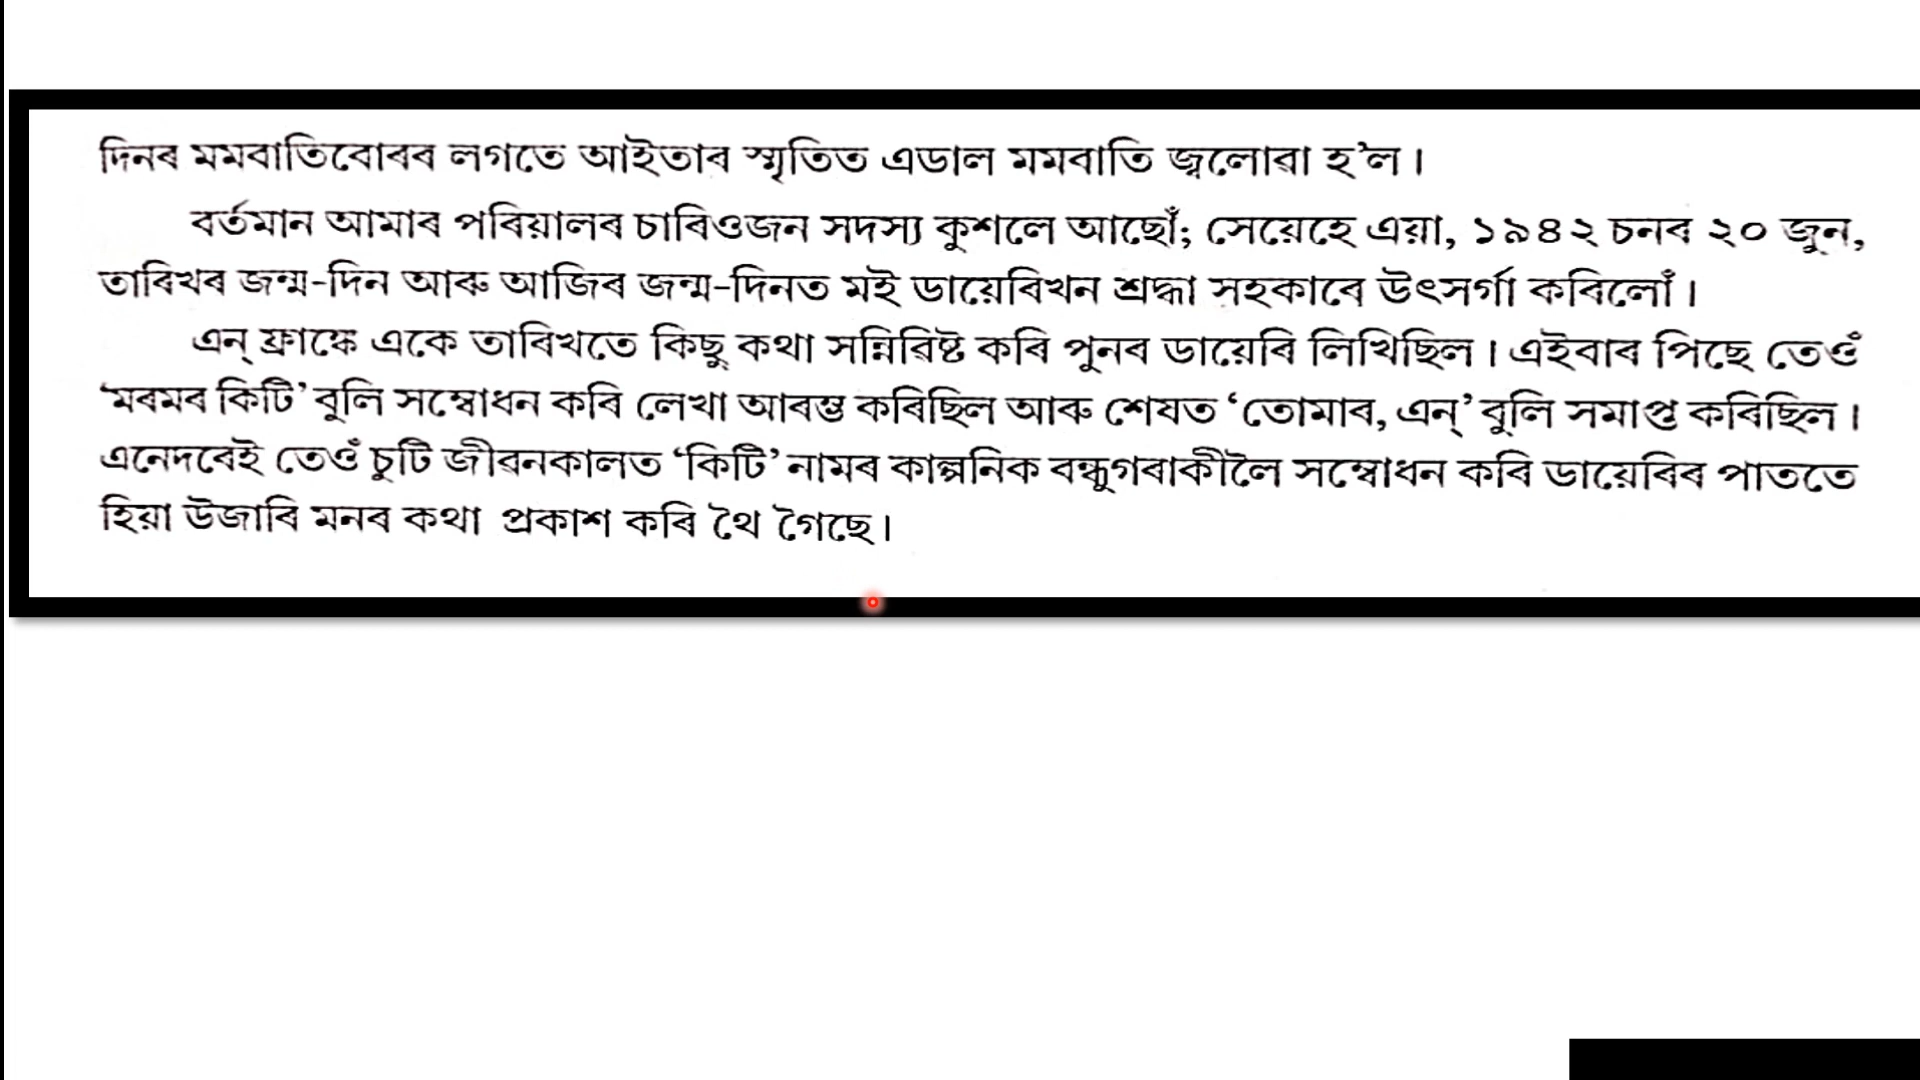 দিনৰ মমবাতিবোৰৰ লগতে আইতাৰ স্মৃতিত এডাল মমবাতি জ্বলোৱা হ'ল।
বৰ্তমান আমাৰ পৰিয়ালৰ চাৰিওজন সদস্য কুশলে আছোঁ; সেয়েহে এয়া, ১৯৪২ চনৰ ২০ জুন,
তাৰিখৰ জন্ম-দিন আৰু আজিৰ জন্ম-দিনত মই ডায়েৰিখন শ্ৰদ্ধা সহকাৰে উৎসৰ্গা কৰিলোঁ।
এন্ ফ্ৰাঙ্কে একে তাৰিখতে কিছু কথা সন্নিৱিষ্ট কৰি পুনৰ ডায়েৰি লিখিছিল। এইবাৰ পিছে তেওঁ
'মৰমৰ কিটি' বুলি সম্বোধন কৰি লেখা আৰম্ভ কৰিছিল আৰু শেষত ‘তোমাৰ, এন্’ বুলি সমাপ্ত কৰিছিল।
এনেদৰেই তেওঁ চুটি জীৱনকালত ‘কিটি’ নামৰ কাল্পনিক বন্ধুগৰাকীলৈ সম্বোধন কৰি ডায়েৰিৰ পাততে
হিয়া উজাৰি মনৰ কথা প্ৰকাশ কৰি থৈ গৈছে।